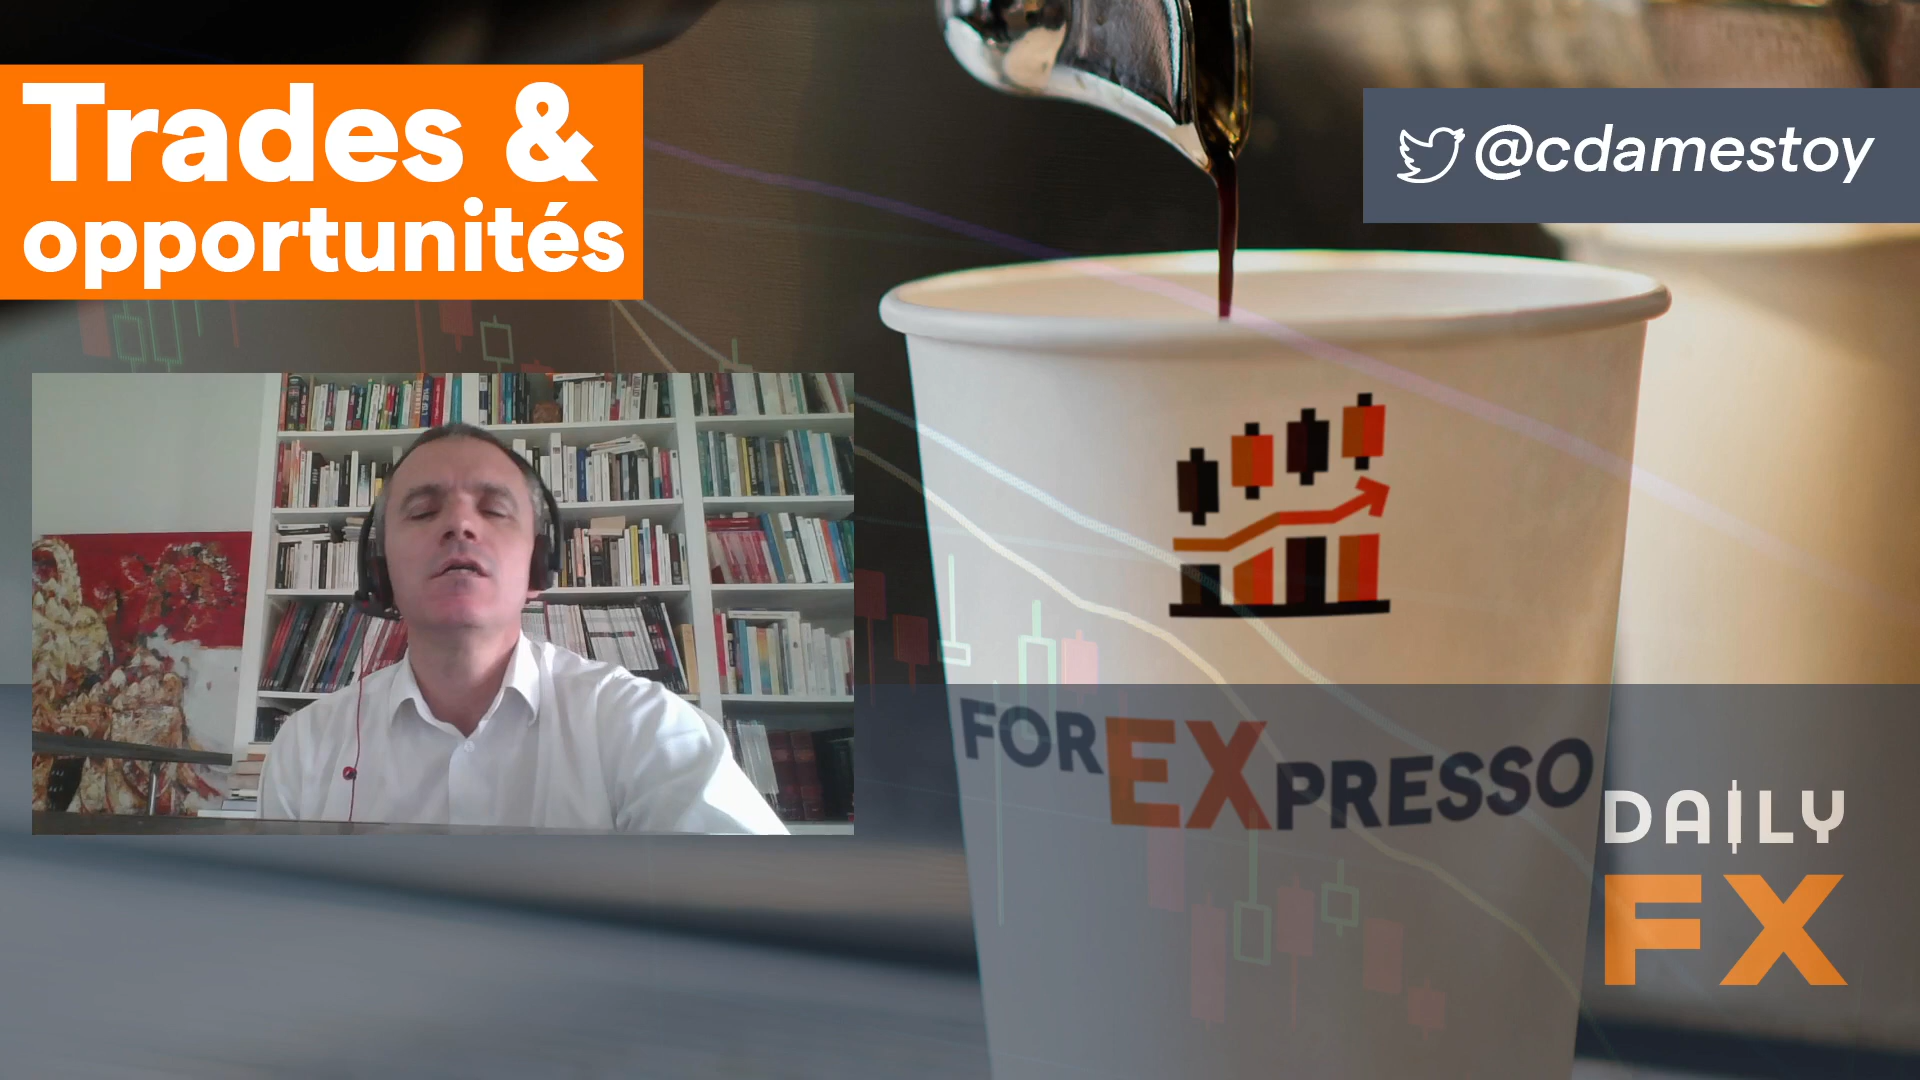 Trades &
opportunités
@cdamestoy
FOREXPRESSO
DAILY
FX